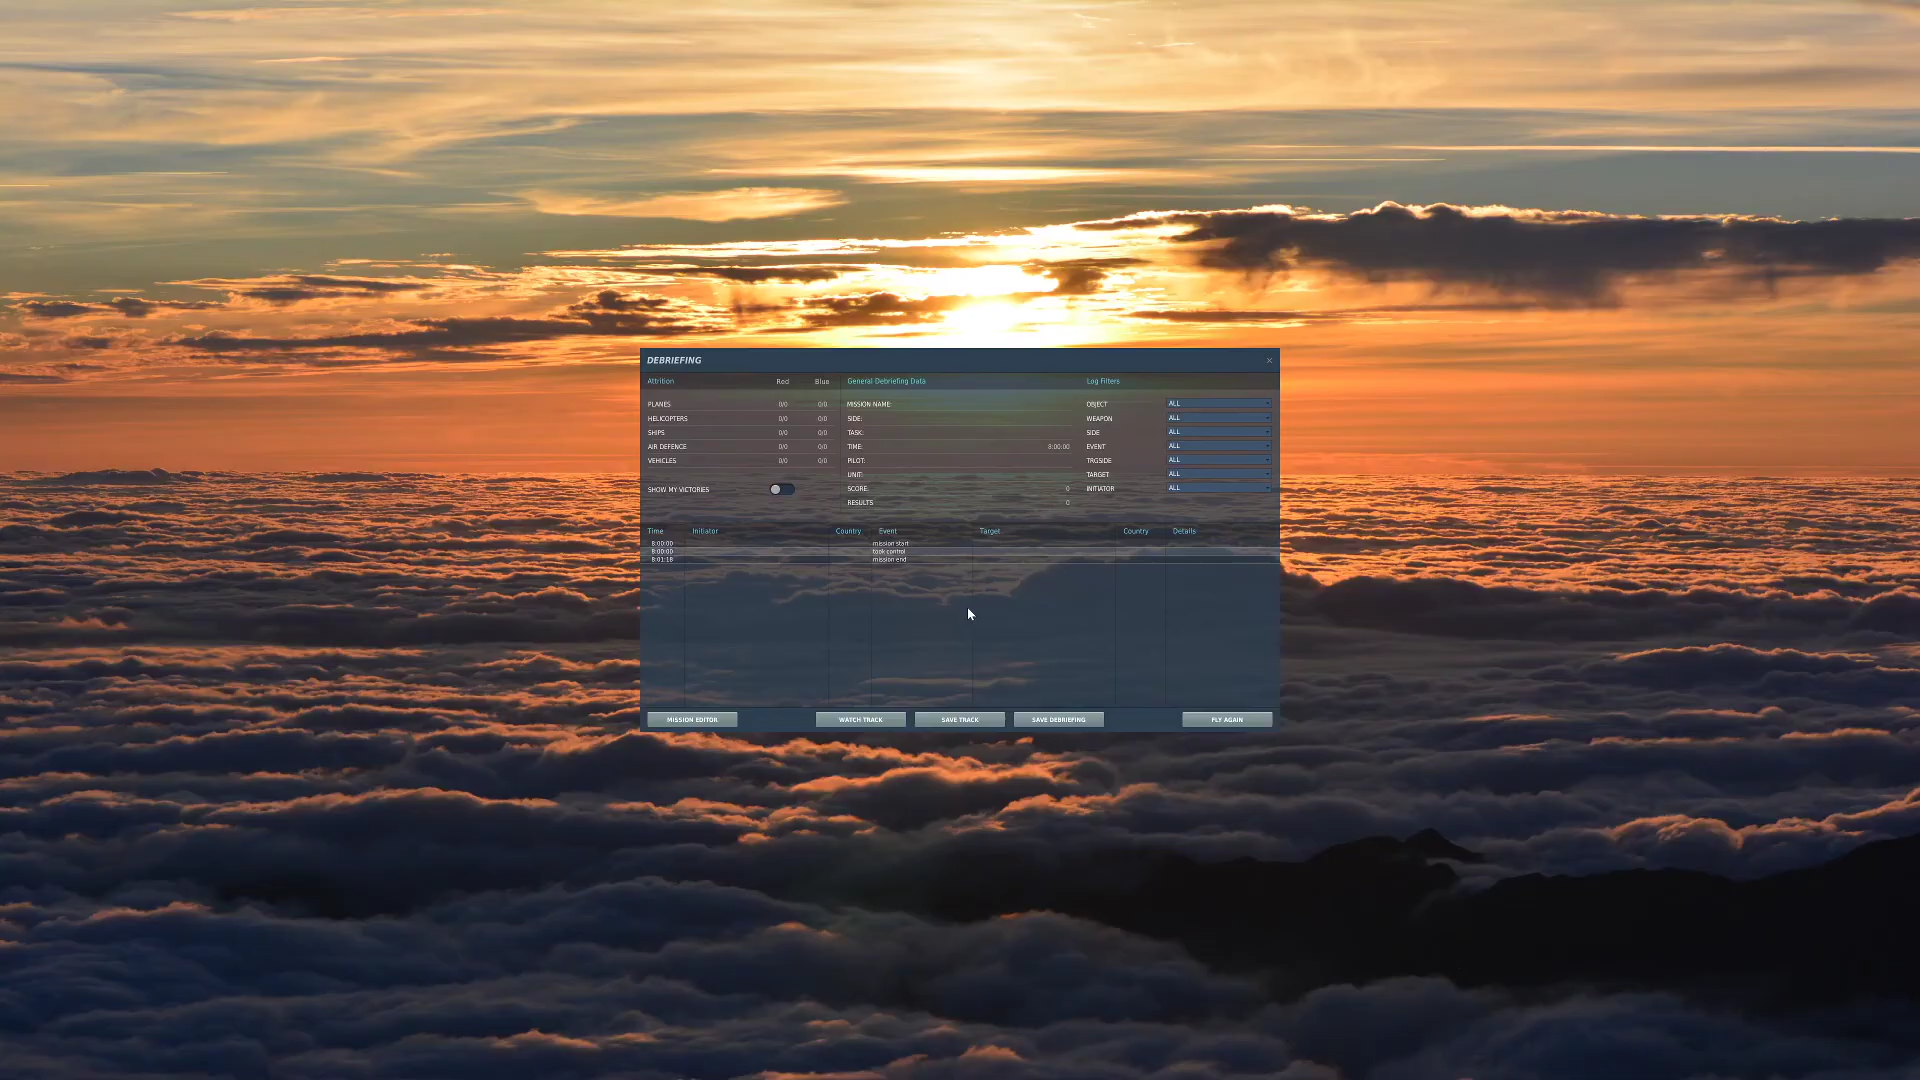 DEBRIEFING
Attrition Red Blue General Debriefing Data Log Filters
PLANES 0/0 0/0 MISSION NAME: OBJECT ALL
HELICOPTERS 0/0 0/0 SIDE: WEAPON ALL
SHIPS 0/0 0/0 TASK: SIDE ALL
AIR DEFENCE 0/0 0/0 TIME: 8:00:00 EVENT ALL
VEHICLES 0/0 0/0 PILOT: TRGSIDE ALL
UNIT: TARGET ALL
SHOW MY VICTORIES SCORE: 0 INITIATOR ALL
RESULTS 0
Time Initiator Country Event Target Country Details
8:00:00 mission start
8:00:00 took control
8:01:18 mission end
MISSION EDITOR WATCH TRACK SAVE TRACK SAVE DEBRIEFING FLY AGAIN